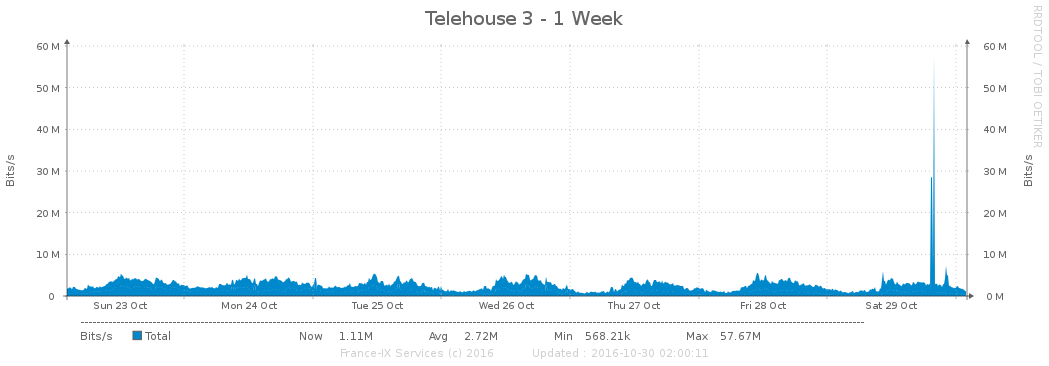 Telehouse 3 - 1 Week
RRDTOOL / TOBI OETIKER
Bits/s
60 M
50 M
40 M
30 M
20 M
10 M
0
60 M
50 M
40 M
30 M
20 M
10 M
0 M
Bits/s
Sun 23 Oct Mon 24 Oct Tue 25 Oct Wed 26 Oct Thu 27 Oct Fri 28 Oct Sat 29 Oct
Bits/s Total Now 1.11M Avg 2.72M Min 568.21k Max 57.67M
France-IX Services (c) 2016 Updated : 2016-10-30 02:00:11